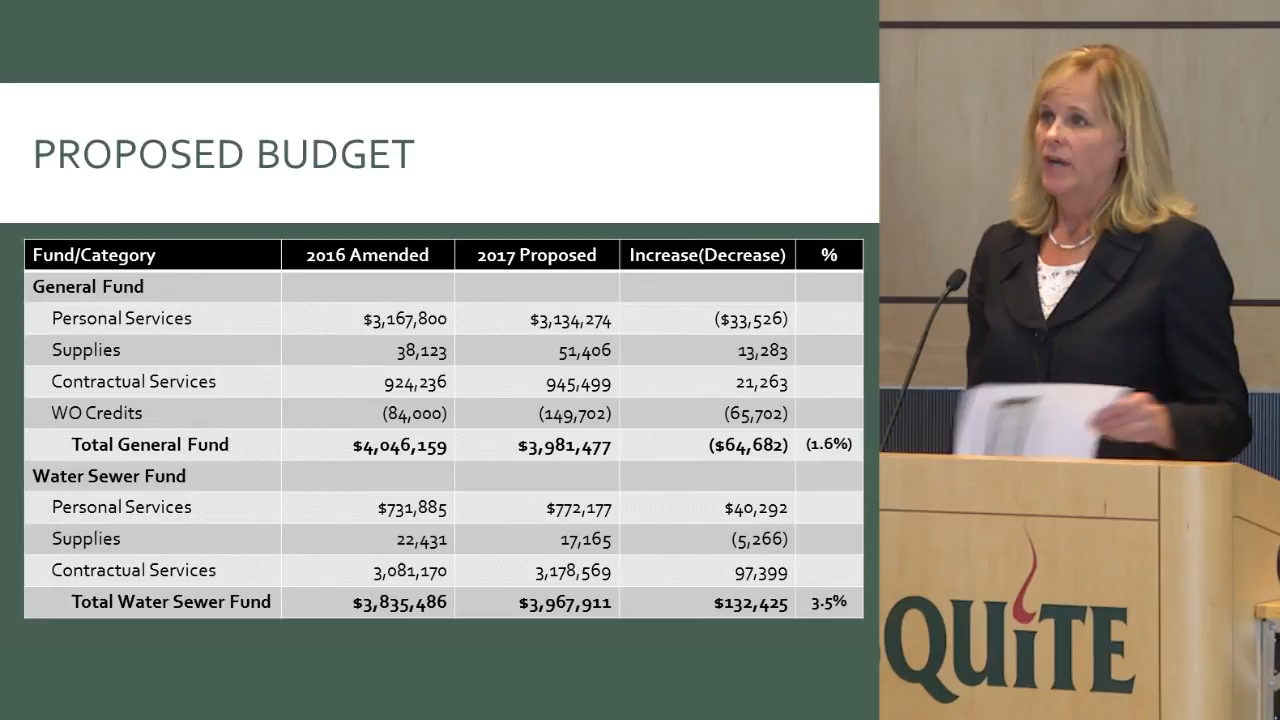 PROPOSED BUDGET
Fund/Category 2016 Amended 2017 Proposed Increase(Decrease) %
General Fund
Personal Services $3,167,800 $3,134,274 ($33,526)
Supplies 38,123 51,406 13,283
Contractual Services 924,236 945,499 21,263
WO Credits (84,000) (149,702) (65,702)
Total General Fund $4,046,159 $3,981,477 ($64,682) (1.6%)
Water Sewer Fund
Personal Services $731,885 $772,177 $40,292
Supplies 22,431 17,165 (5,266)
Contractual Services 3,081,170 3,178,569 97,399
Total Water Sewer Fund $3,835,486 $3,967,911 $132,425 3.5%
QUiTE